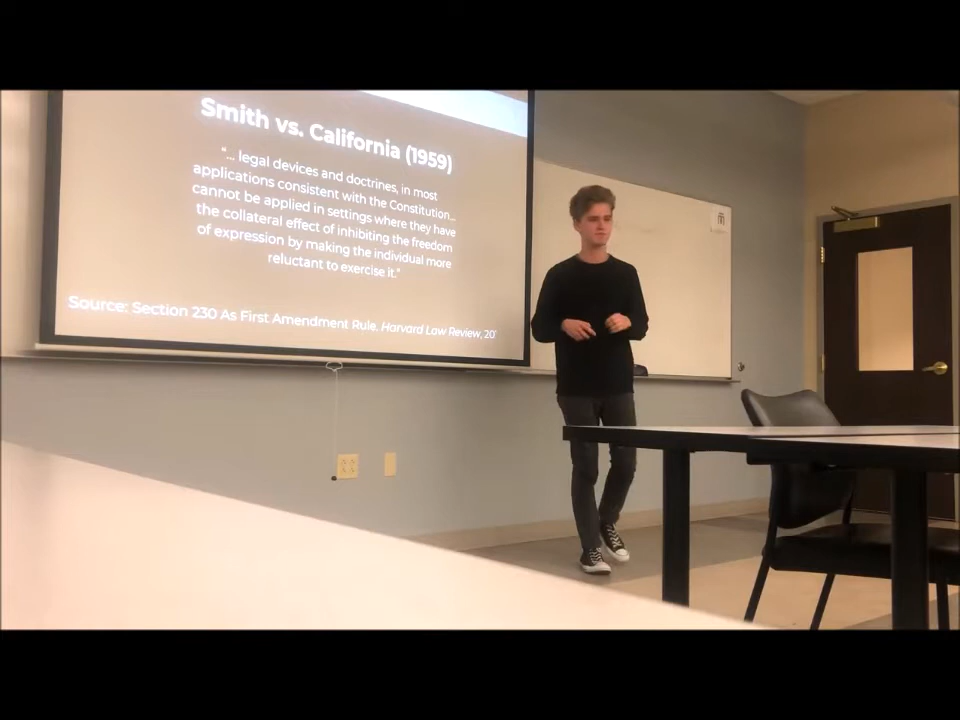 Smith vs. California (1959)
“... legal devices and doctrines, in most
applications consistent with the Constitution...
cannot be applied in settings where they have
the collateral effect of inhibiting the freedom
of expression by making the individual more
reluctant to exercise it.”
Source: Section 230 As First Amendment Rule, Harvard Law Review, 20